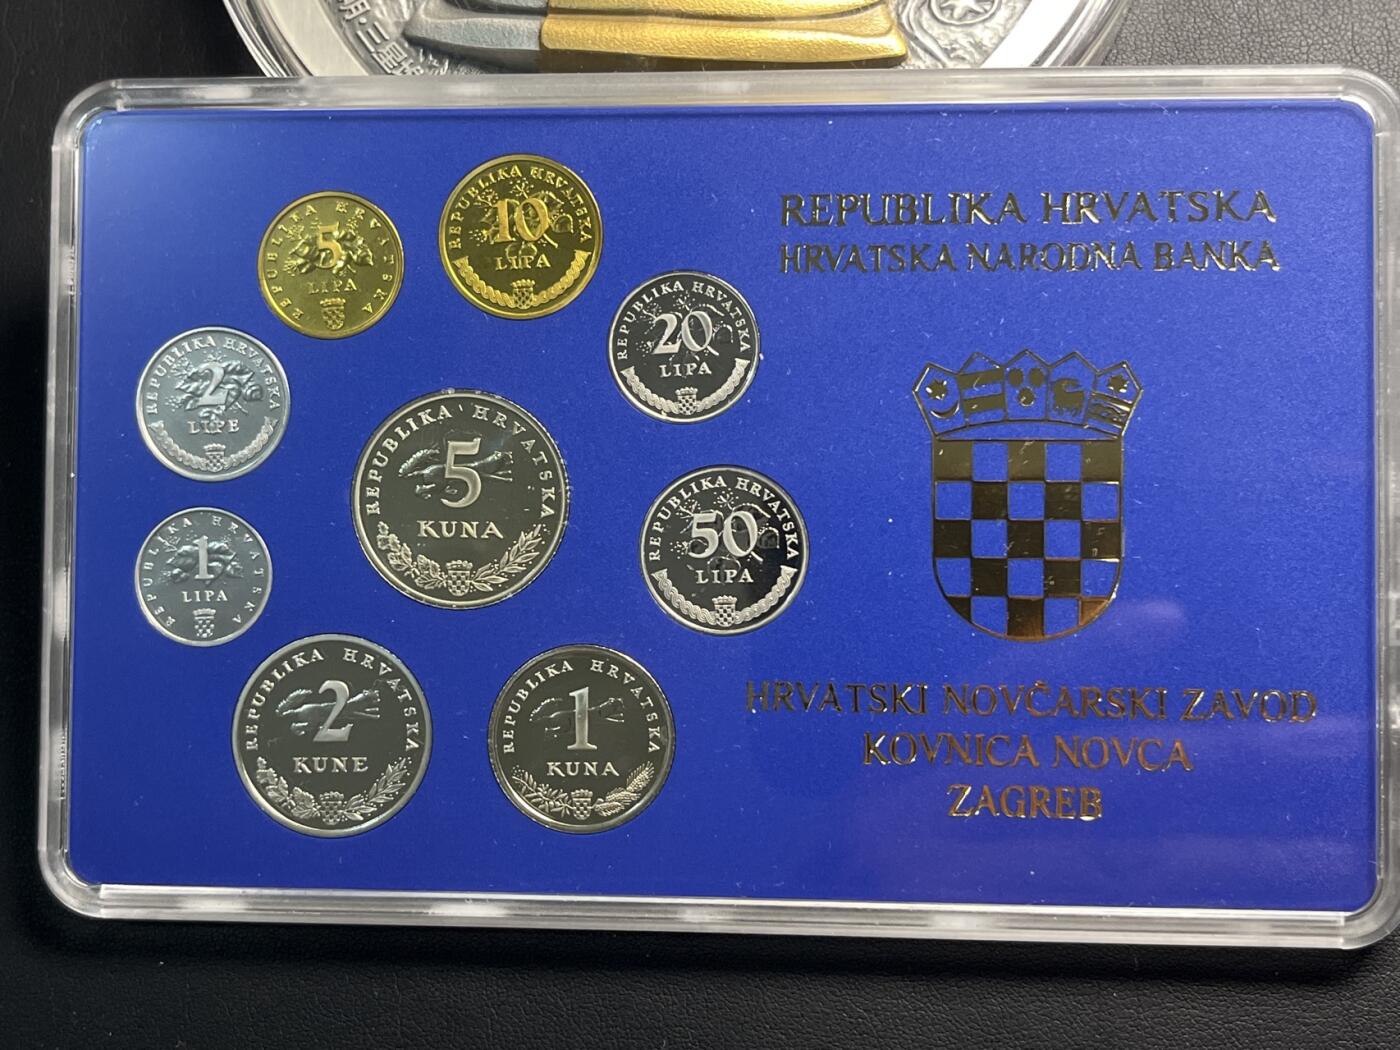 REPUBLIKA HRVATSKA
HRVATSKA NARODNA BANKA
REPUBLIKA HRVATSKA
10
LIPA
REPUBLIKA HRVATSKA
5
LIPA
REPUBLIKA HRVATSKA
20
LIPA
REPUBLIKA HRVATSKA
2
LIPE
REPUBLIKA HRVATSKA
5
KUNA
REPUBLIKA HRVATSKA
50
LIPA
REPUBLIKA HRVATSKA
1
LIPA
REPUBLIKA HRVATSKA
2
KUNE
REPUBLIKA HRVATSKA
1
KUNA
HRVATSKI NOVČARSKI ZAVOD
KOVNICA NOVCA
ZAGREB